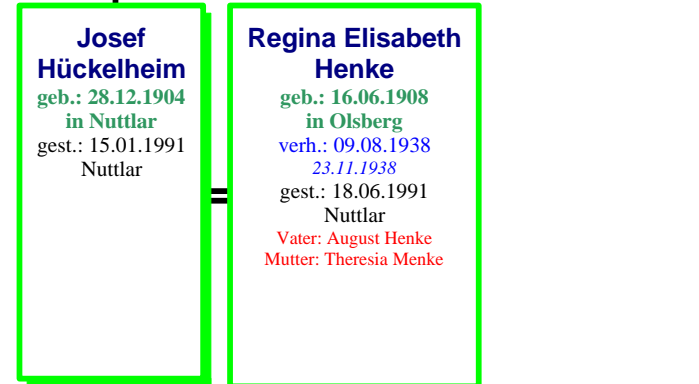 Josef
Hückelheim
geb.: 28.12.1904
in Nuttlar
gest.: 15.01.1991
Nuttlar
=
Regina Elisabeth
Henke
geb.: 16.06.1908
in Olsberg
verh.: 09.08.1938
23.11.1938
gest.: 18.06.1991
Nuttlar
Vater: August Henke
Mutter: Theresia Menke